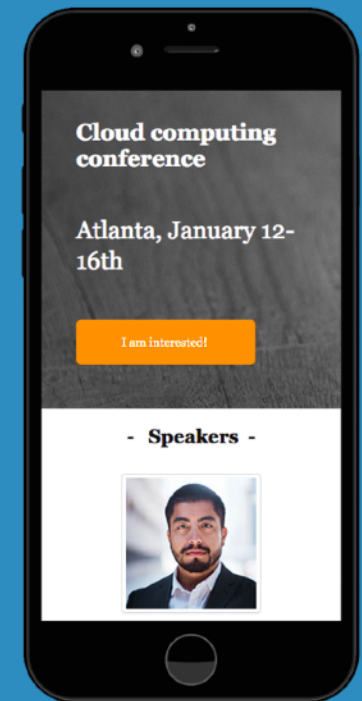 Cloud computing
conference
Atlanta, January 12-
16th
I am interested!
- Speakers -